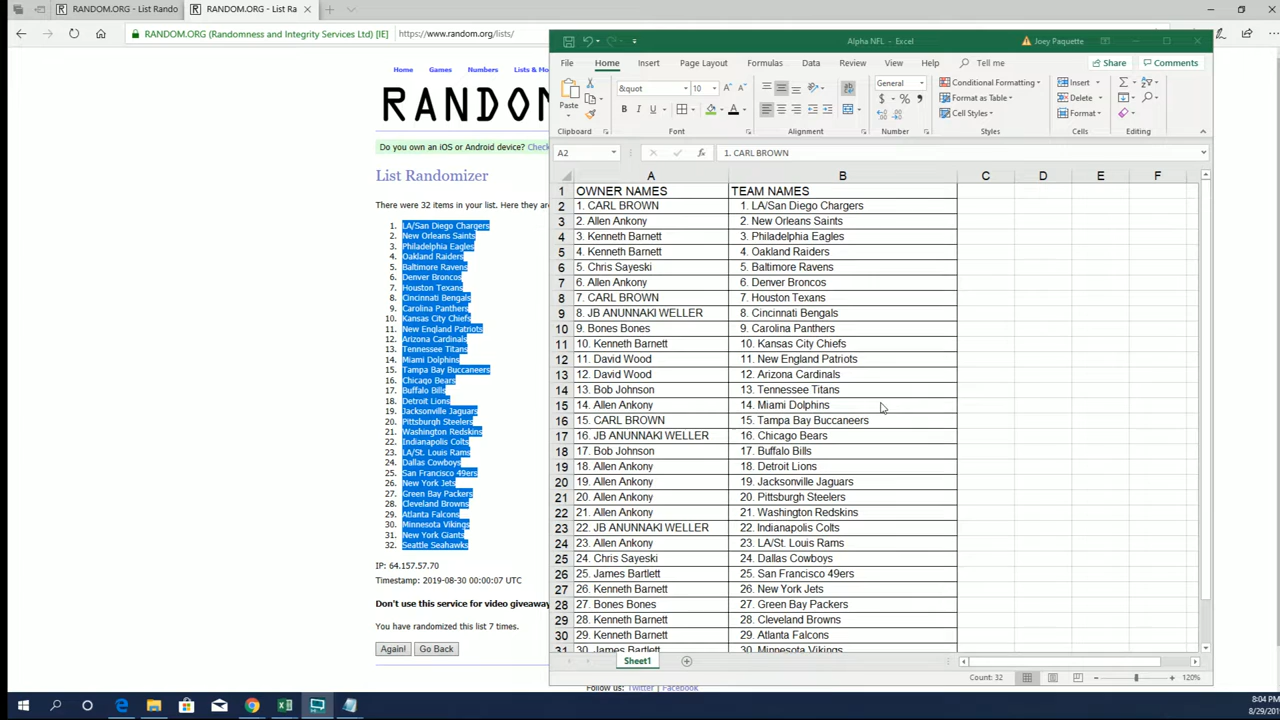 RANDOM.ORG - List Rando
RANDOM.ORG - List Ra
RANDOM.ORG (Randomness and Integrity Services Ltd) [IE]
https://www.random.org/lists/
Home Games Numbers Lists & Mo
RANDOM
Do you own an iOS or Android device? Check
List Randomizer
There were 32 items in your list. Here they are
1. LA/San Diego Chargers
2. New Orleans Saints
3. Philadelphia Eagles
4. Oakland Raiders
5. Baltimore Ravens
6. Denver Broncos
7. Houston Texans
8. Cincinnati Bengals
9. Carolina Panthers
10. Kansas City Chiefs
11. New England Patriots
12. Arizona Cardinals
13. Tennessee Titans
14. Miami Dolphins
15. Tampa Bay Buccaneers
16. Chicago Bears
17. Buffalo Bills
18. Detroit Lions
19. Jacksonville Jaguars
20. Pittsburgh Steelers
21. Washington Redskins
22. Indianapolis Colts
23. LA/St. Louis Rams
24. Dallas Cowboys
25. San Francisco 49ers
26. New York Jets
27. Green Bay Packers
28. Cleveland Browns
29. Atlanta Falcons
30. Minnesota Vikings
31. New York Giants
32. Seattle Seahawks
IP: 64.157.57.70
Timestamp: 2019-08-30 00:00:07 UTC
Don't use this service for video giveaway
You have randomized this list 7 times.
Again! Go Back
Follow us: Twitter | Facebook
Alpha NFL - Excel
Joey Paquette
File Home Insert Page Layout Formulas Data Review View Help Tell me Share Comments
Paste &quot 10 General Conditional Formatting Insert
B I U $ % , Format as Table Delete
Cell Styles Format
Clipboard Font Alignment Number Styles Cells Editing
A2 1. CARL BROWN
A B C D E F
1 OWNER NAMES TEAM NAMES
2 1. CARL BROWN 1. LA/San Diego Chargers
3 2. Allen Ankony 2. New Orleans Saints
4 3. Kenneth Barnett 3. Philadelphia Eagles
5 4. Kenneth Barnett 4. Oakland Raiders
6 5. Chris Sayeski 5. Baltimore Ravens
7 6. Allen Ankony 6. Denver Broncos
8 7. CARL BROWN 7. Houston Texans
9 8. JB ANUNNAKI WELLER 8. Cincinnati Bengals
10 9. Bones Bones 9. Carolina Panthers
11 10. Kenneth Barnett 10. Kansas City Chiefs
12 11. David Wood 11. New England Patriots
13 12. David Wood 12. Arizona Cardinals
14 13. Bob Johnson 13. Tennessee Titans
15 14. Allen Ankony 14. Miami Dolphins
16 15. CARL BROWN 15. Tampa Bay Buccaneers
17 16. JB ANUNNAKI WELLER 16. Chicago Bears
18 17. Bob Johnson 17. Buffalo Bills
19 18. Allen Ankony 18. Detroit Lions
20 19. Allen Ankony 19. Jacksonville Jaguars
21 20. Allen Ankony 20. Pittsburgh Steelers
22 21. Allen Ankony 21. Washington Redskins
23 22. JB ANUNNAKI WELLER 22. Indianapolis Colts
24 23. Allen Ankony 23. LA/St. Louis Rams
25 24. Chris Sayeski 24. Dallas Cowboys
26 25. James Bartlett 25. San Francisco 49ers
27 26. Kenneth Barnett 26. New York Jets
28 27. Bones Bones 27. Green Bay Packers
29 28. Kenneth Barnett 28. Cleveland Browns
30 29. Kenneth Barnett 29. Atlanta Falcons
31 30. James Bartlett 30. Minnesota Vikings
Sheet1
Count: 32 120%
8:04 PM
8/29/201